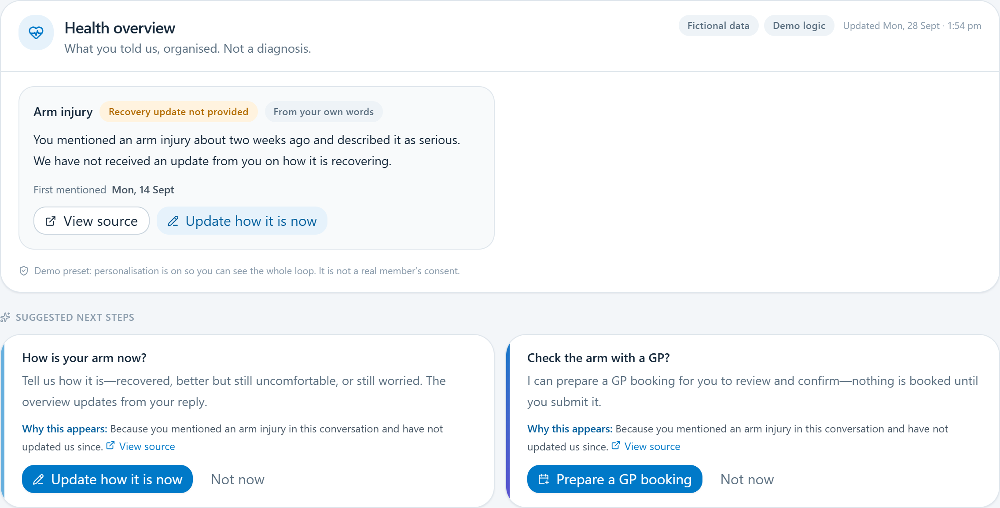 Health overview
What you told us, organised. Not a diagnosis.
Fictional data
Demo logic
Updated Mon, 28 Sept · 1:54 pm
Arm injury
Recovery update not provided
From your own words
You mentioned an arm injury about two weeks ago and described it as serious.
We have not received an update from you on how it is recovering.
First mentioned Mon, 14 Sept
View source
Update how it is now
Demo preset: personalisation is on so you can see the whole loop. It is not a real member’s consent.
SUGGESTED NEXT STEPS
How is your arm now?
Tell us how it is—recovered, better but still uncomfortable, or still worried. The
overview updates from your reply.
Why this appears: Because you mentioned an arm injury in this conversation and have not
updated us since. View source
Update how it is now
Not now
Check the arm with a GP?
I can prepare a GP booking for you to review and confirm—nothing is booked until
you submit it.
Why this appears: Because you mentioned an arm injury in this conversation and have not
updated us since. View source
Prepare a GP booking
Not now